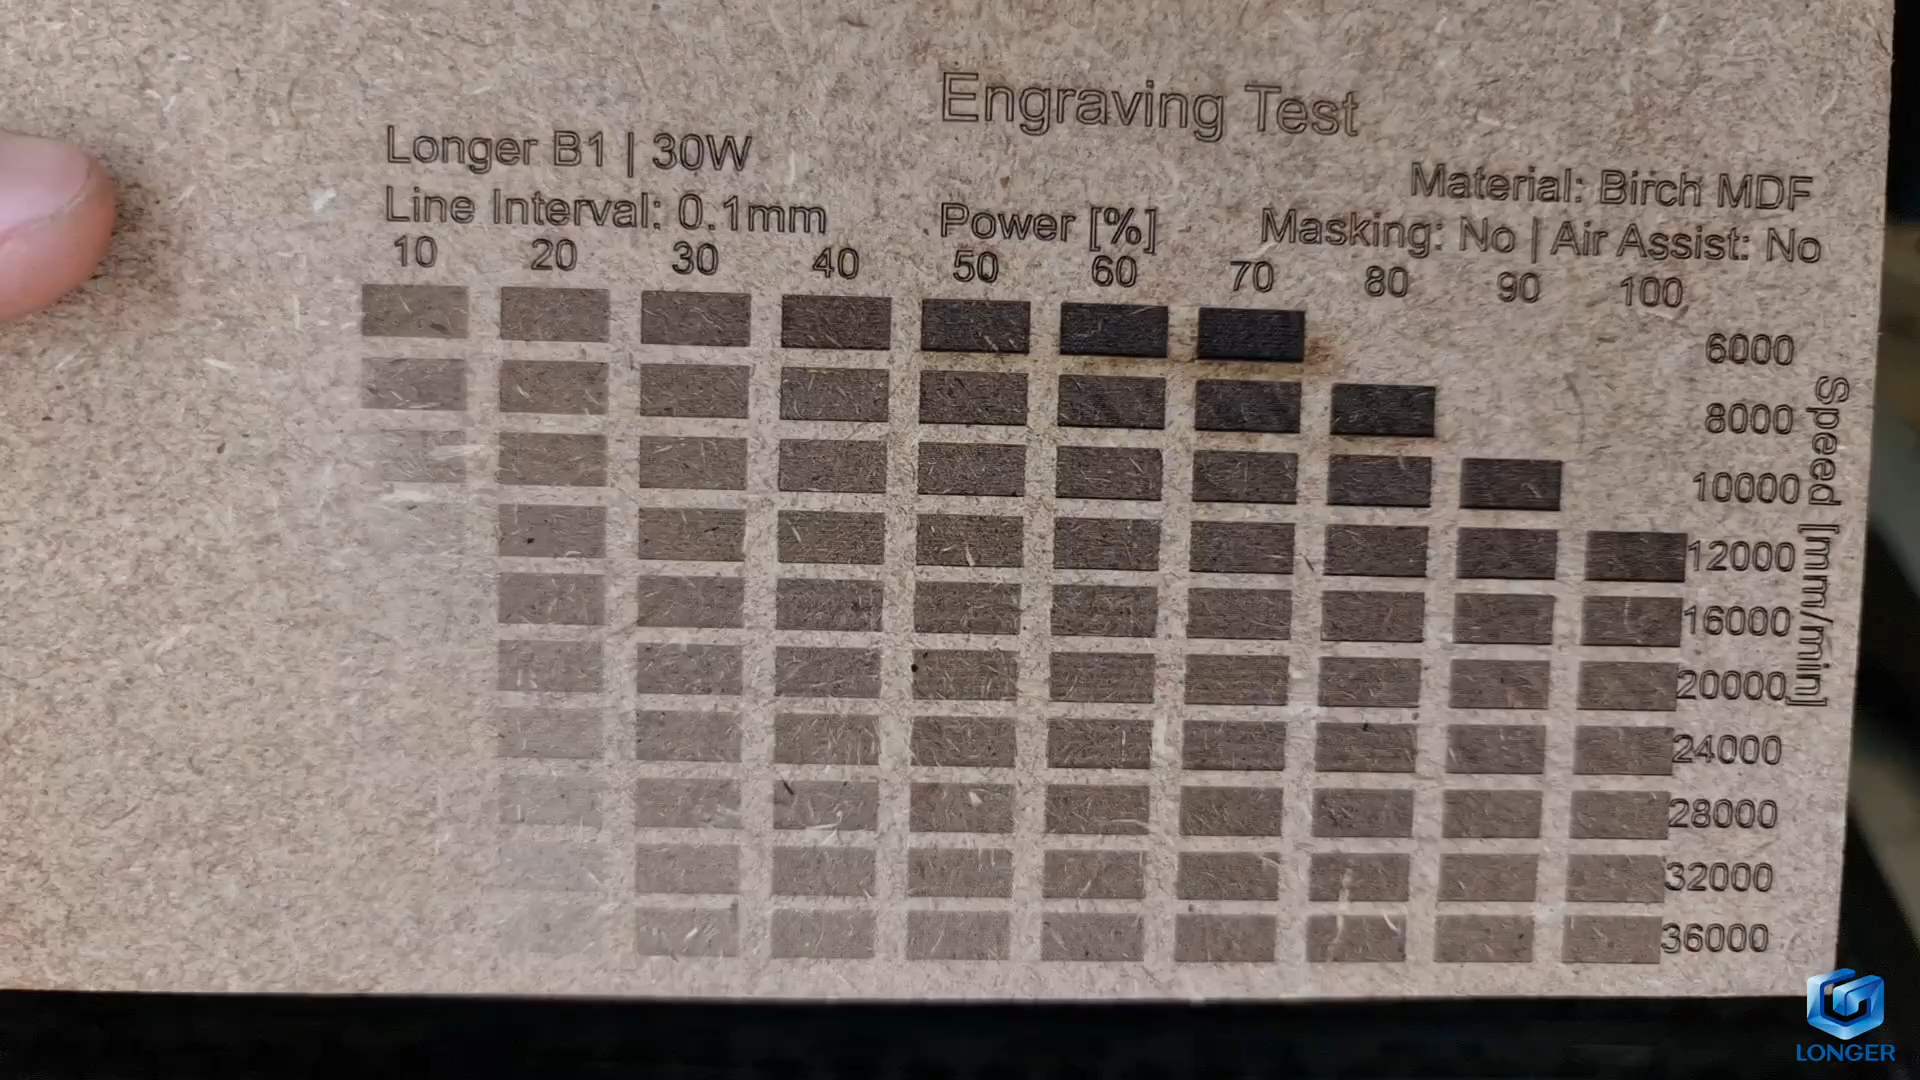 Engraving Test
Longer B1 | 30W
Material: Birch MDF
Line Interval: 0.1mm
Power [%]
Masking: No | Air Assist: No
10 20 30 40 50 60 70 80 90 100
6000
8000
10000
12000
16000
20000
24000
28000
32000
36000
Speed [mm/min]
LONGER